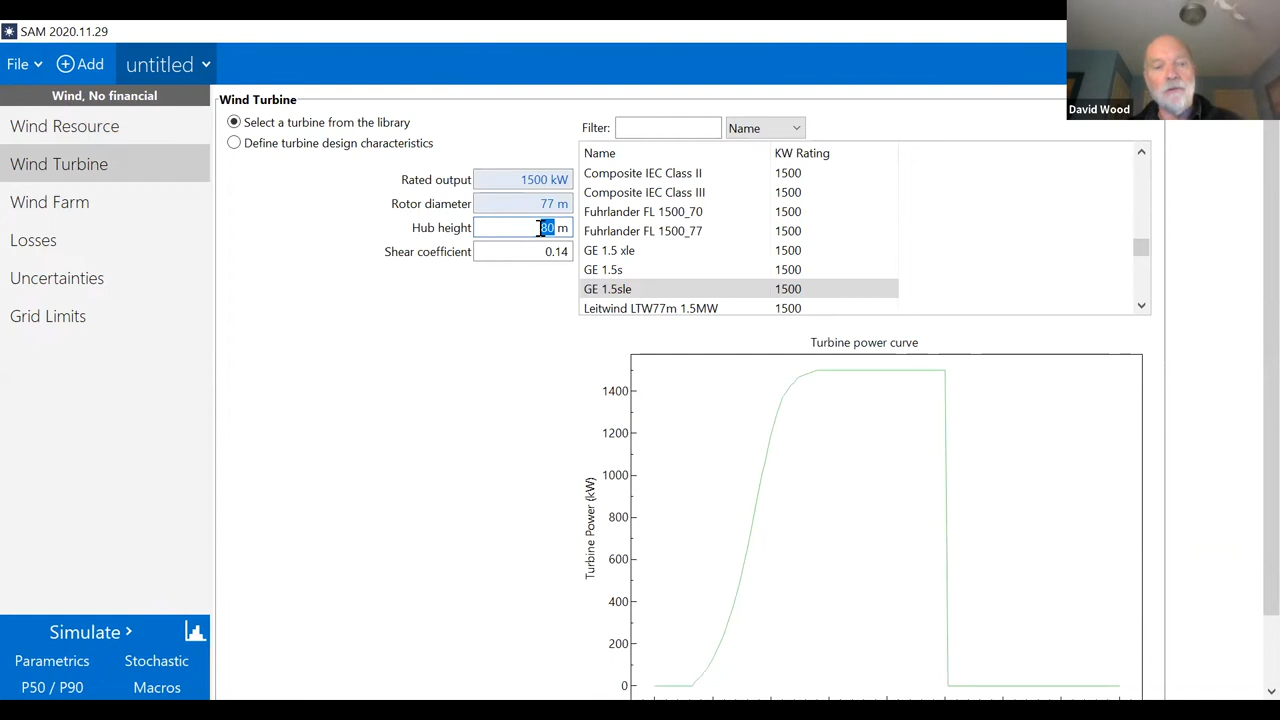 SAM 2020.11.29
File
Add
untitled
David Wood
Wind, No financial
Wind Resource
Wind Turbine
Wind Farm
Losses
Uncertainties
Grid Limits
Simulate >
Parametrics
Stochastic
P50 / P90
Macros
Wind Turbine
Select a turbine from the library
Define turbine design characteristics
Rated output 1500 kW
Rotor diameter 77 m
Hub height 80 m
Shear coefficient 0.14
Filter: Name
Name KW Rating
Composite IEC Class II 1500
Composite IEC Class III 1500
Fuhrlander FL 1500_70 1500
Fuhrlander FL 1500_77 1500
GE 1.5 xle 1500
GE 1.5s 1500
GE 1.5sle 1500
Leitwind LTW77m 1.5MW 1500
Turbine power curve
Turbine Power (kW)
1400
1200
1000
800
600
400
200
0